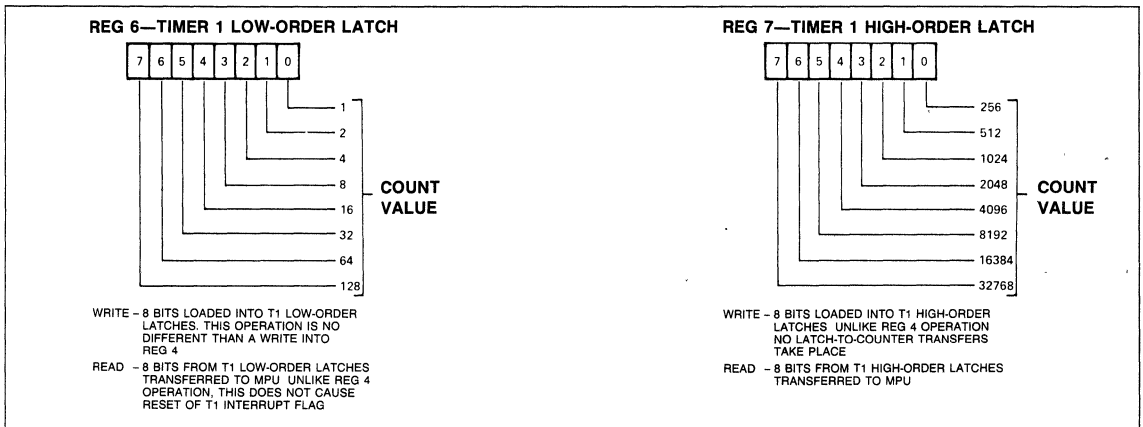 REG 6—TIMER 1 LOW-ORDER LATCH
7 6 5 4 3 2 1 0
1
2
4
8
16
32
64
128
COUNT
VALUE
WRITE – 8 BITS LOADED INTO T1 LOW-ORDER
LATCHES. THIS OPERATION IS NO
DIFFERENT THAN A WRITE INTO
REG 4
READ – 8 BITS FROM T1 LOW-ORDER LATCHES
TRANSFERRED TO MPU UNLIKE REG 4
OPERATION, THIS DOES NOT CAUSE
RESET OF T1 INTERRUPT FLAG
REG 7—TIMER 1 HIGH-ORDER LATCH
7 6 5 4 3 2 1 0
256
512
1024
2048
4096
8192
16384
32768
COUNT
VALUE
WRITE – 8 BITS LOADED INTO T1 HIGH-ORDER
LATCHES UNLIKE REG 4 OPERATION
NO LATCH-TO-COUNTER TRANSFERS
TAKE PLACE
READ – 8 BITS FROM T1 HIGH-ORDER LATCHES
TRANSFERRED TO MPU